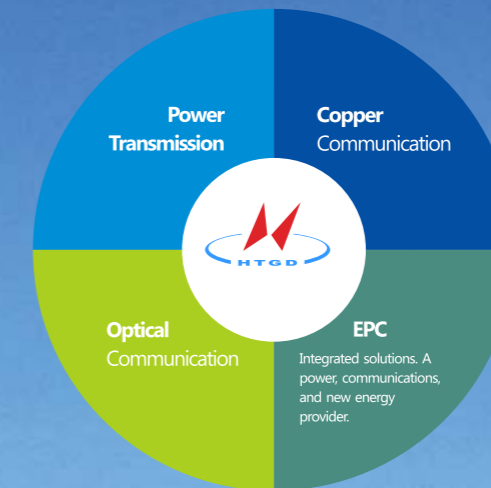 Power
Transmission
Copper
Communication
HTGD
Optical
Communication
EPC
Integrated solutions. A
power, communications,
and new energy
provider.